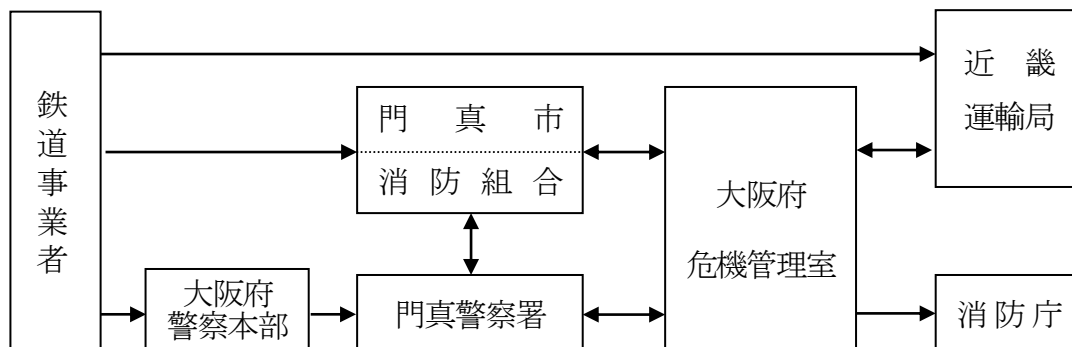 鉄道事業者
近畿
運輸局
門真市
消防組合
大阪府
危機管理室
大阪府
警察本部
門真警察署
消防庁